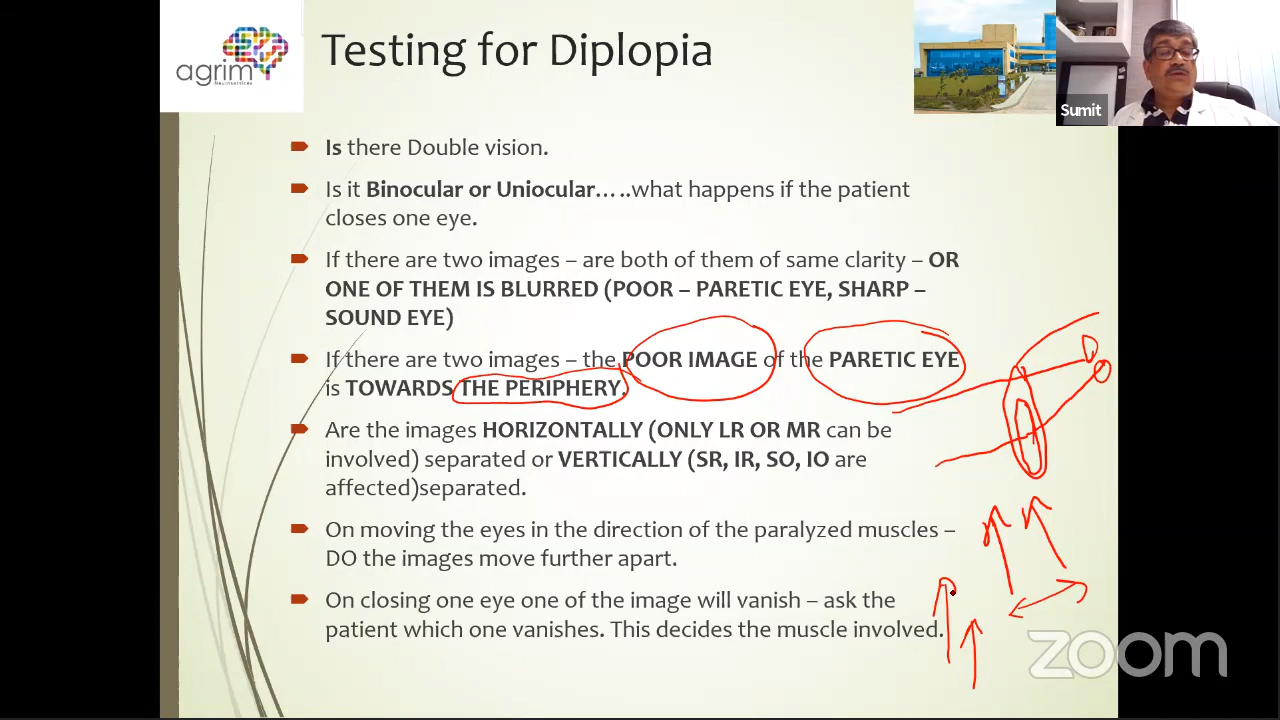 agrim
Neuroservices
Testing for Diplopia
Sumit
Is there Double vision.
Is it Binocular or Uniocular…..what happens if the patient
closes one eye.
If there are two images – are both of them of same clarity – OR
ONE OF THEM IS BLURRED (POOR – PARETIC EYE, SHARP –
SOUND EYE)
If there are two images – the POOR IMAGE of the PARETIC EYE
is TOWARDS THE PERIPHERY.
Are the images HORIZONTALLY (ONLY LR OR MR can be
involved) separated or VERTICALLY (SR, IR, SO, IO are
affected)separated.
On moving the eyes in the direction of the paralyzed muscles –
DO the images move further apart.
On closing one eye one of the image will vanish – ask the
patient which one vanishes. This decides the muscle involved.
zoom